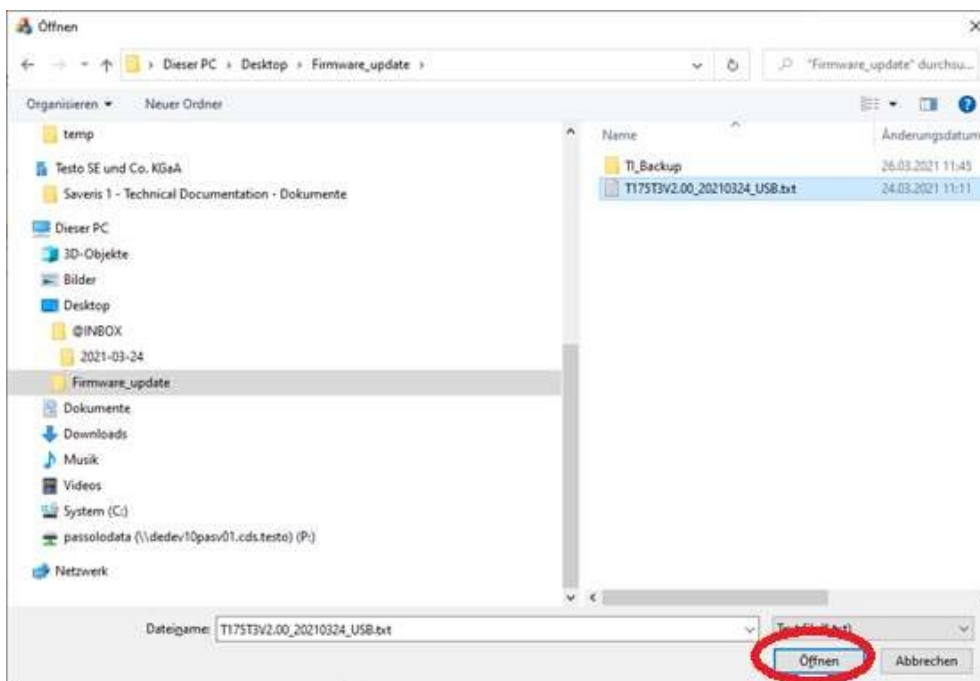 Öffnen
Dieser PC › Desktop › Firmware_update ›
"Firmware_update" durchsu...
Organisieren
Neuer Ordner
temp
Testo SE und Co. KGaA
Saveris 1 - Technical Documentation - Dokumente
Dieser PC
3D-Objekte
Bilder
Desktop
@INBOX
2021-03-24
Firmware_update
Dokumente
Downloads
Musik
Videos
System (C:)
passolodata (\\dedev10pasv01.cds.testo) (P:)
Netzwerk
Name
Änderungsdatum
TI_Backup
26.03.2021 11:45
T175T3V2.00_20210324_USB.txt
24.03.2021 11:11
Dateiname:
T175T3V2.00_20210324_USB.txt
Öffnen
Abbrechen